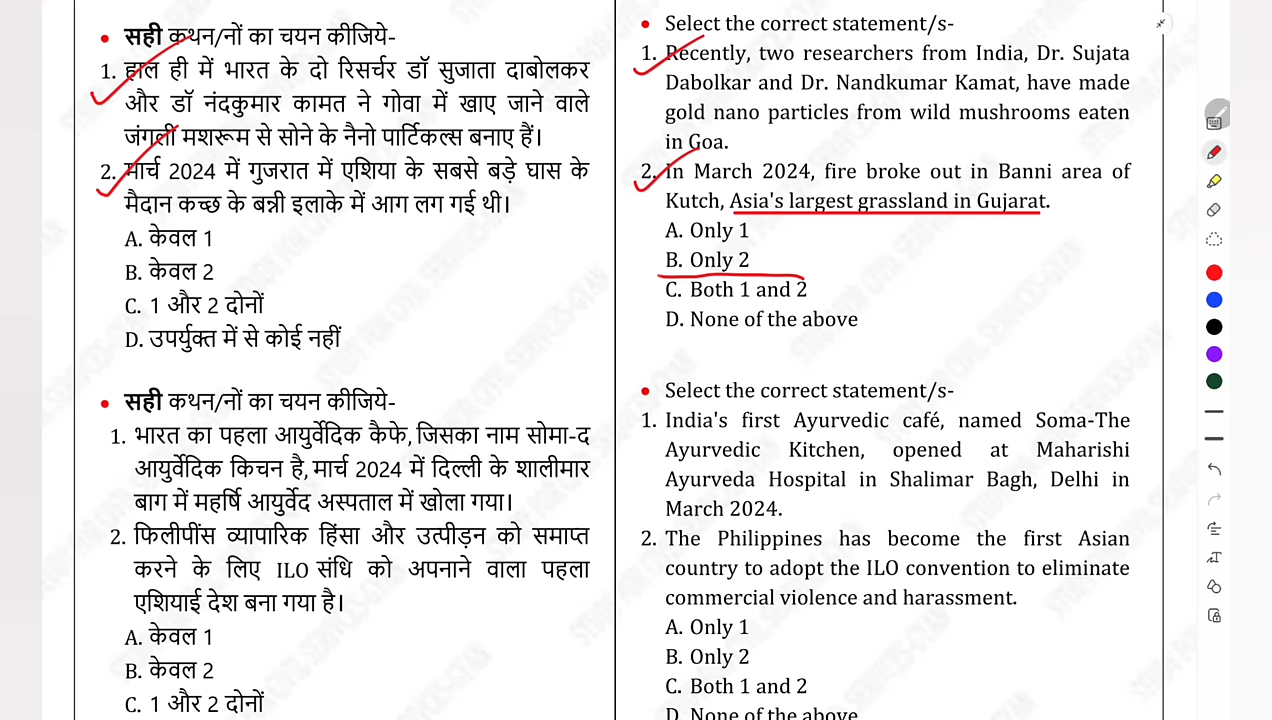 सही कथन/नों का चयन कीजिये-
1. हाल ही में भारत के दो रिसर्चर डॉ सुजाता दाबोलकर
और डॉ नंदकुमार कामत ने गोवा में खाए जाने वाले
जंगली मशरूम से सोने के नैनो पार्टिकल्स बनाए हैं।
2. मार्च 2024 में गुजरात में एशिया के सबसे बड़े घास के
मैदान कच्छ के बन्नी इलाके में आग लग गई थी।
A. केवल 1
B. केवल 2
C. 1 और 2 दोनों
D. उपर्युक्त में से कोई नहीं
सही कथन/नों का चयन कीजिये-
1. भारत का पहला आयुर्वेदिक कैफे, जिसका नाम सोमा-द
आयुर्वेदिक किचन है, मार्च 2024 में दिल्ली के शालीमार
बाग में महर्षि आयुर्वेद अस्पताल में खोला गया।
2. फिलीपींस व्यापारिक हिंसा और उत्पीड़न को समाप्त
करने के लिए ILO संधि को अपनाने वाला पहला
एशियाई देश बना गया है।
A. केवल 1
B. केवल 2
C. 1 और 2 दोनों
Select the correct statement/s-
1. Recently, two researchers from India, Dr. Sujata
Dabolkar and Dr. Nandkumar Kamat, have made
gold nano particles from wild mushrooms eaten
in Goa.
2. In March 2024, fire broke out in Banni area of
Kutch, Asia's largest grassland in Gujarat.
A. Only 1
B. Only 2
C. Both 1 and 2
D. None of the above
Select the correct statement/s-
1. India's first Ayurvedic café, named Soma-The
Ayurvedic Kitchen, opened at Maharishi
Ayurveda Hospital in Shalimar Bagh, Delhi in
March 2024.
2. The Philippines has become the first Asian
country to adopt the ILO convention to eliminate
commercial violence and harassment.
A. Only 1
B. Only 2
C. Both 1 and 2
D. None of the above